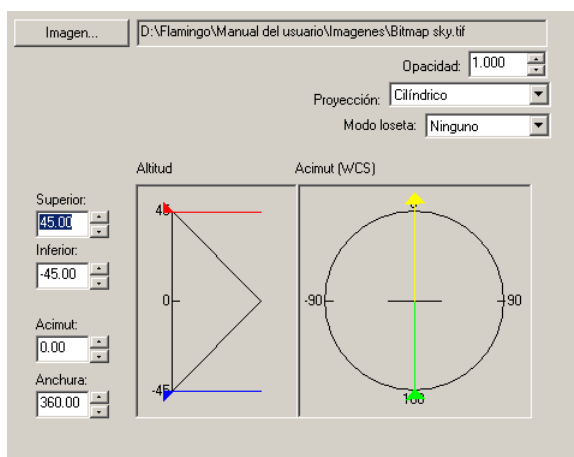 Imagen... D:\Flamingo\Manual del usuario\Imagenes\Bitmap sky.tif
Opacidad: 1.000
Proyección: Cilíndrico
Modo loseta: Ninguno
Altitud Acimut (WCS)
Superior:
45.00
Inferior:
-45.00
Acimut:
0.00
Anchura:
360.00
45
0
-45
0
-90 90
180